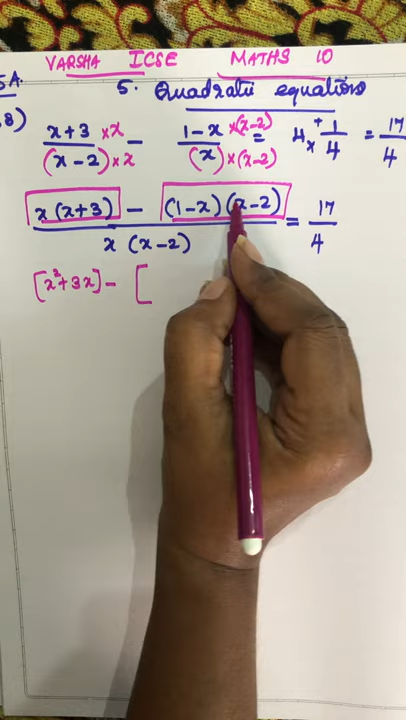 VARSHA ICSE MATHS 10
5A.
5. Quadratic equations
8)
x+3 ×x / (x-2)×x - 1-x ×(x-2) / (x)×(x-2) = 4×+1/4 = 17/4
x(x+3) - (1-x)(x-2) / x(x-2) = 17/4
[x²+3x] - [